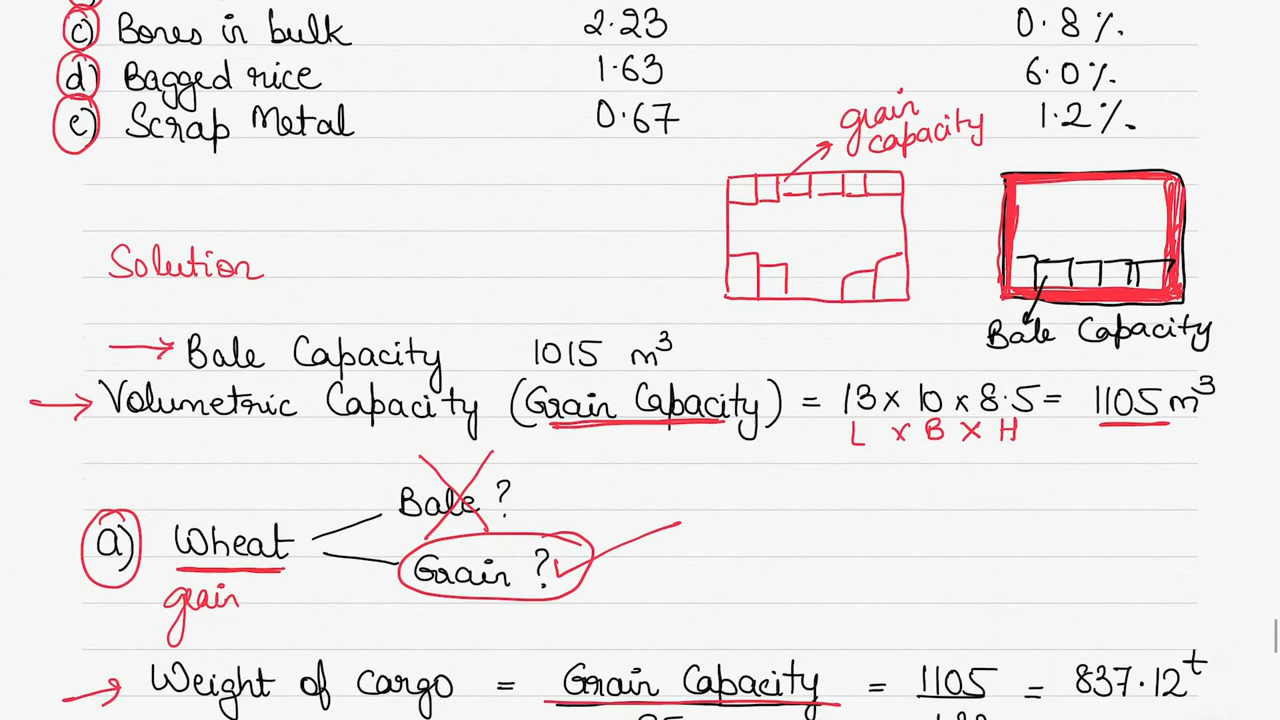 c) Bones in bulk 2.23 0.8%.
d) Bagged rice 1.63 6.0%.
e) Scrap Metal 0.67 1.2%.
grain
capacity
Solution
Bale Capacity
→ Bale Capacity 1015 m³
→ Volumetric Capacity (Grain Capacity) = 13 x 10 x 8.5 = 1105 m³
L x B x H
Bale ?
a) Wheat
Grain ?
grain
→ Weight of cargo = Grain Capacity = 1105 = 837.12 t